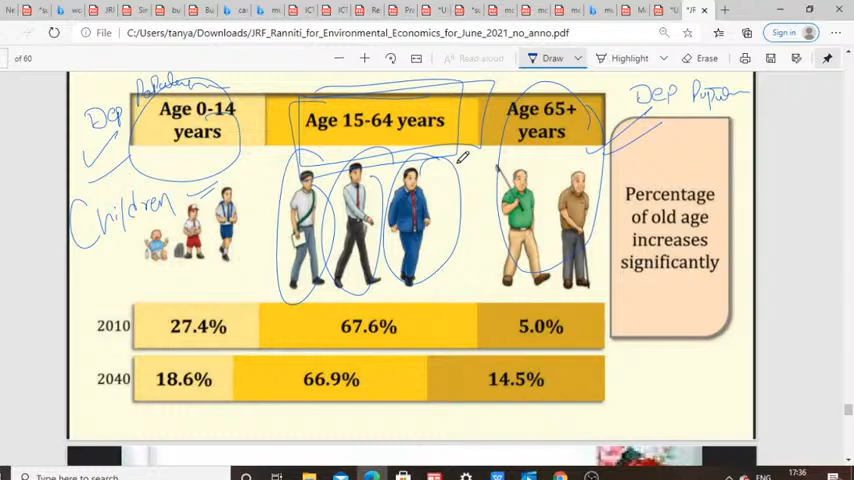 File C:/Users/tanya/Downloads/JRF_Ranniti_for_Environmental_Economics_for_June_2021_no_anno.pdf
Sign in
of 60
Read aloud
Draw
Highlight
Erase
Dep Population
Dep
Age 0-14
years
Age 15-64 years
Age 65+
years
Children
Percentage
of old age
increases
significantly
2010 27.4% 67.6% 5.0%
2040 18.6% 66.9% 14.5%
Type here to search
ENG
17:36